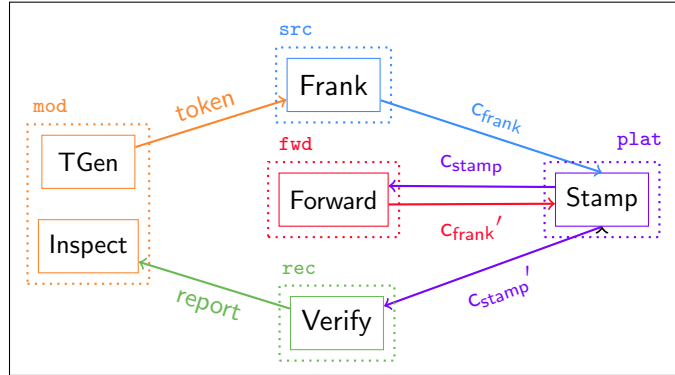 src
Frank
token
c_frank
mod
TGen
fwd
plat
c_stamp
Forward
Stamp
c_frank′
Inspect
rec
c_stamp′
report
Verify